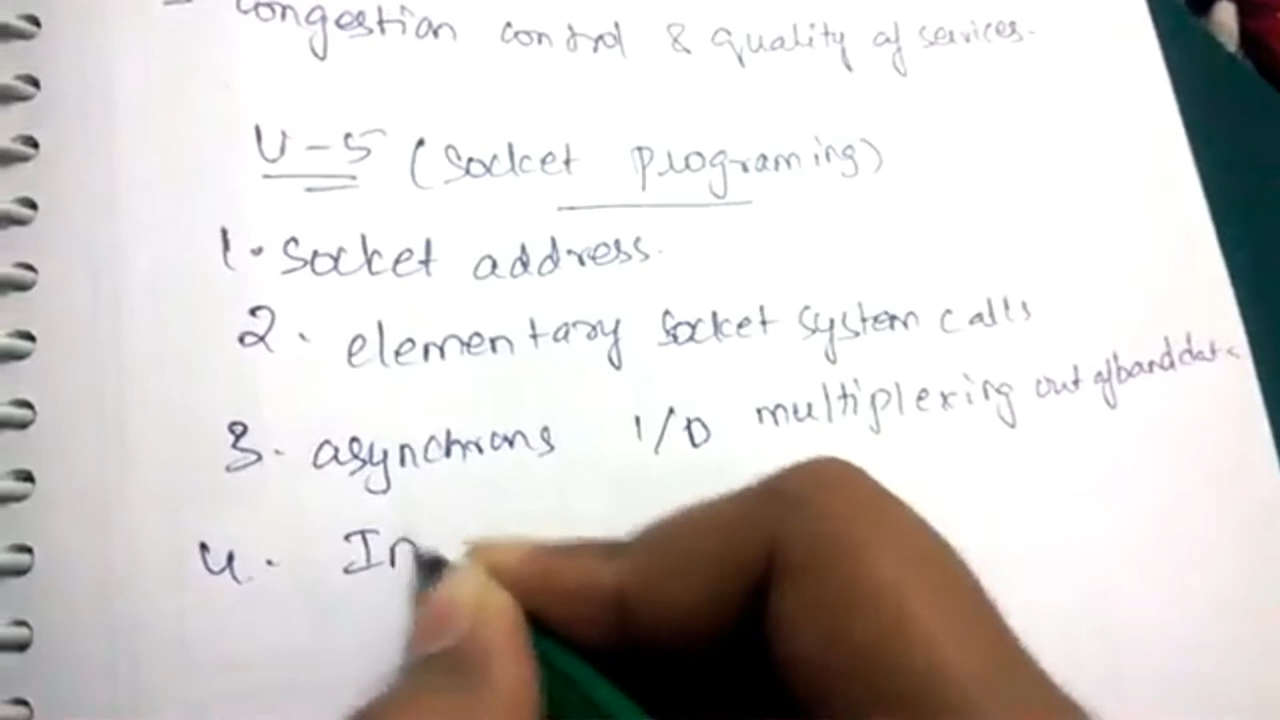 congestion control & quality of services.
U-5 (Socket programing)
1. Socket address.
2. elementary socket system calls
3. asynchrons I/O multiplexing out of band data
4. In